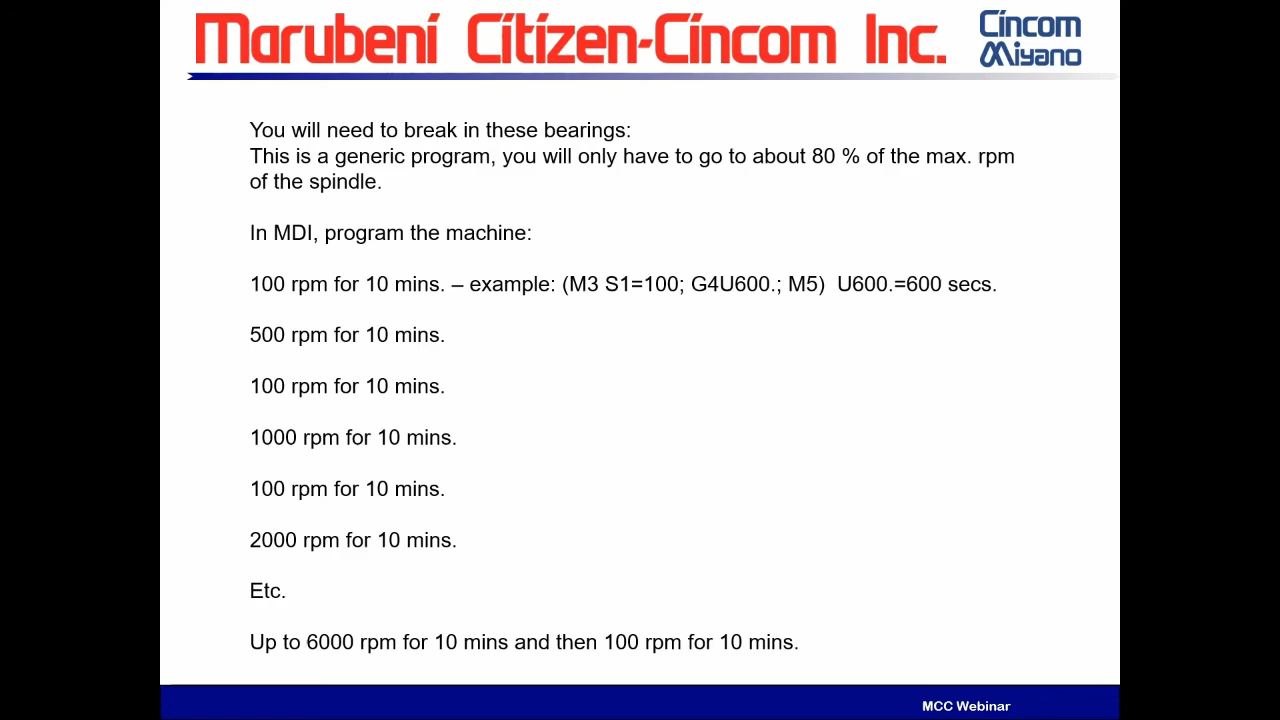 Marubeni Citizen-Cincom Inc.
Cincom
Miyano
You will need to break in these bearings:
This is a generic program, you will only have to go to about 80 % of the max. rpm
of the spindle.
In MDI, program the machine:
100 rpm for 10 mins. – example: (M3 S1=100; G4U600.; M5)  U600.=600 secs.
500 rpm for 10 mins.
100 rpm for 10 mins.
1000 rpm for 10 mins.
100 rpm for 10 mins.
2000 rpm for 10 mins.
Etc.
Up to 6000 rpm for 10 mins and then 100 rpm for 10 mins.
MCC Webinar